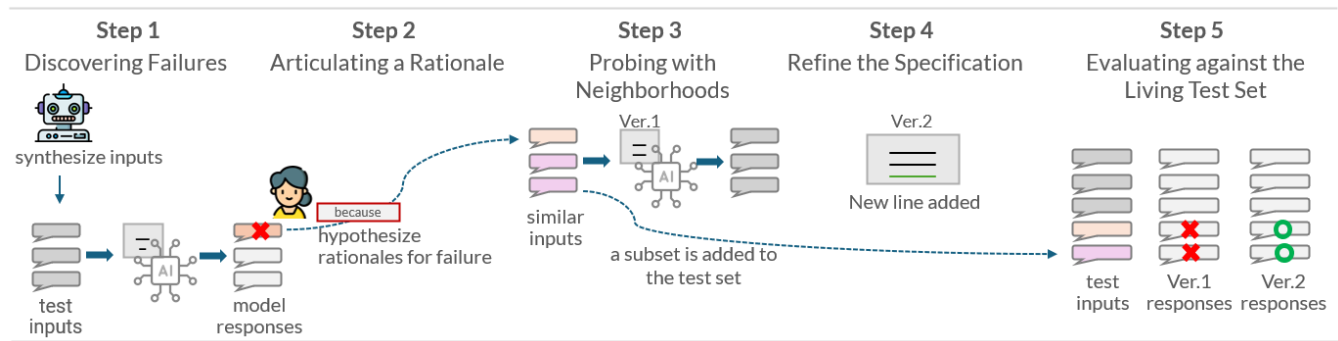 Step 1
Discovering Failures
synthesize inputs
test
inputs
AI
model
responses
Step 2
Articulating a Rationale
because
hypothesize
rationales for failure
Step 3
Probing with
Neighborhoods
Ver.1
AI
similar
inputs
a subset is added to
the test set
Step 4
Refine the Specification
Ver.2
New line added
Step 5
Evaluating against the
Living Test Set
test
inputs
Ver.1
responses
Ver.2
responses